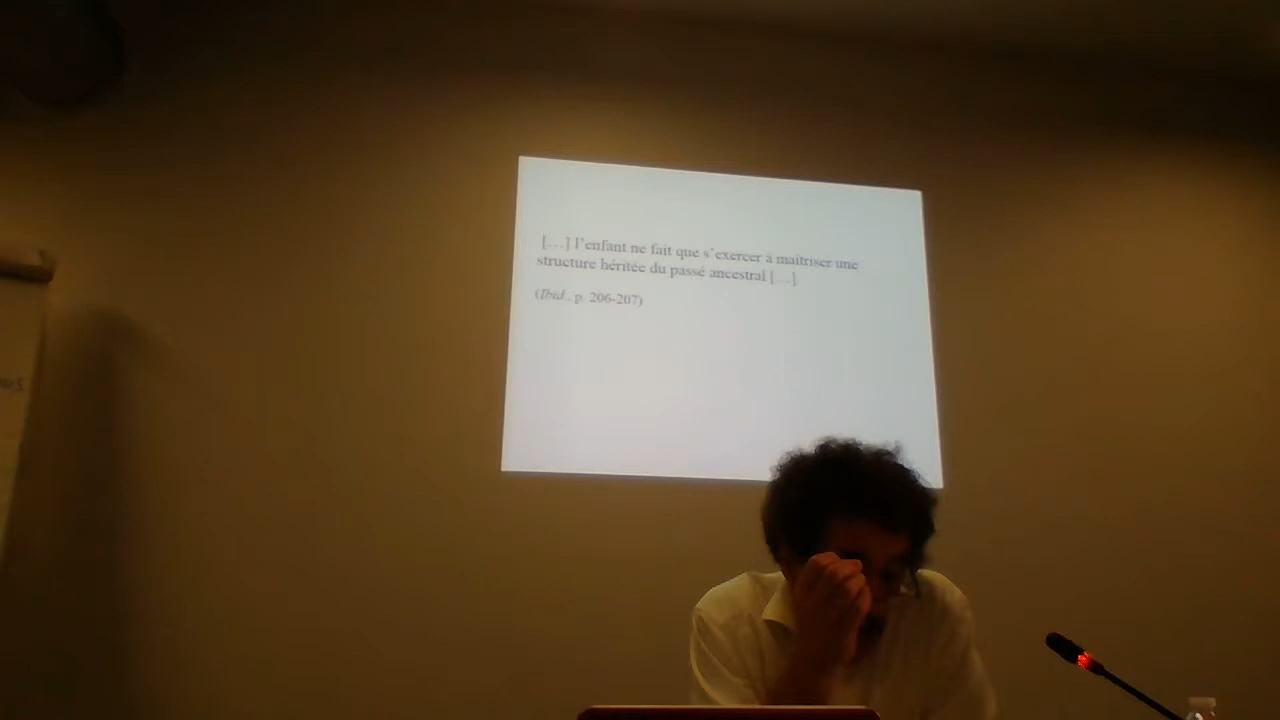 […] l’enfant ne fait que s’exercer à maîtriser une
structure héritée du passé ancestral […]
(Ibid., p. 206-207)